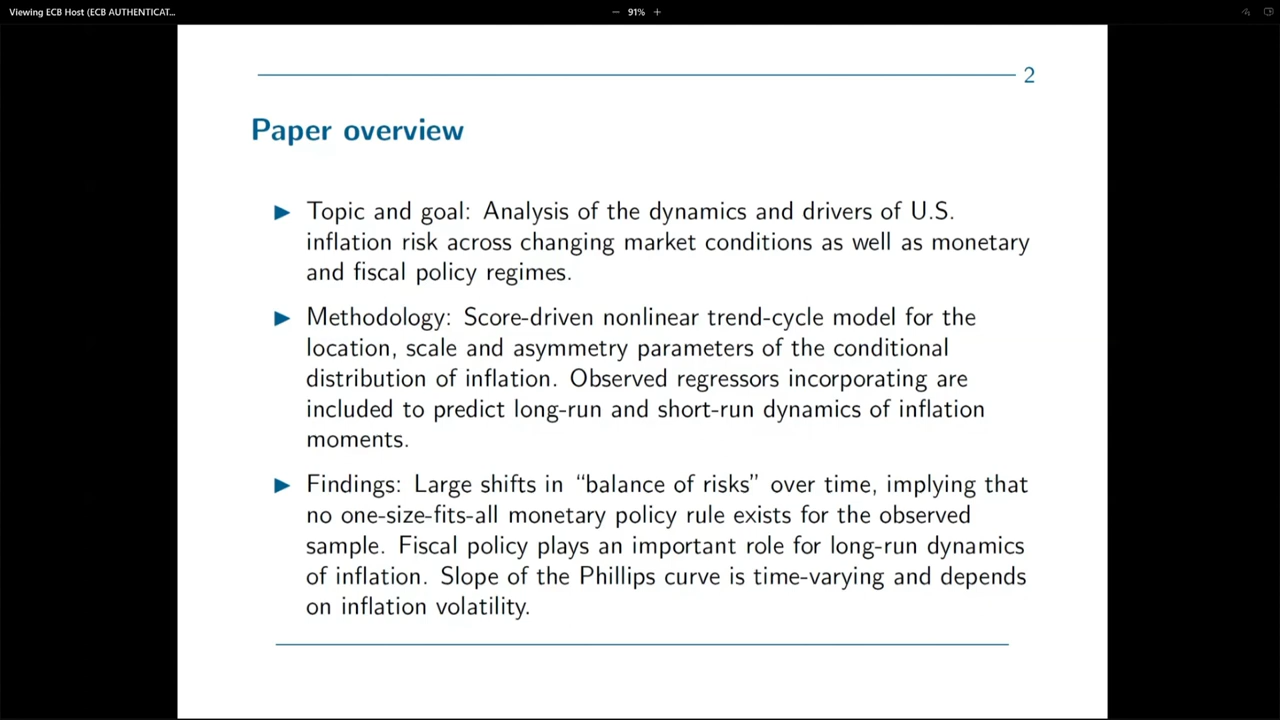 Viewing ECB Host (ECB AUTHENTICAT...
− 91% +
2
Paper overview
▶ Topic and goal: Analysis of the dynamics and drivers of U.S.
inflation risk across changing market conditions as well as monetary
and fiscal policy regimes.
▶ Methodology: Score-driven nonlinear trend-cycle model for the
location, scale and asymmetry parameters of the conditional
distribution of inflation. Observed regressors incorporating are
included to predict long-run and short-run dynamics of inflation
moments.
▶ Findings: Large shifts in “balance of risks” over time, implying that
no one-size-fits-all monetary policy rule exists for the observed
sample. Fiscal policy plays an important role for long-run dynamics
of inflation. Slope of the Phillips curve is time-varying and depends
on inflation volatility.